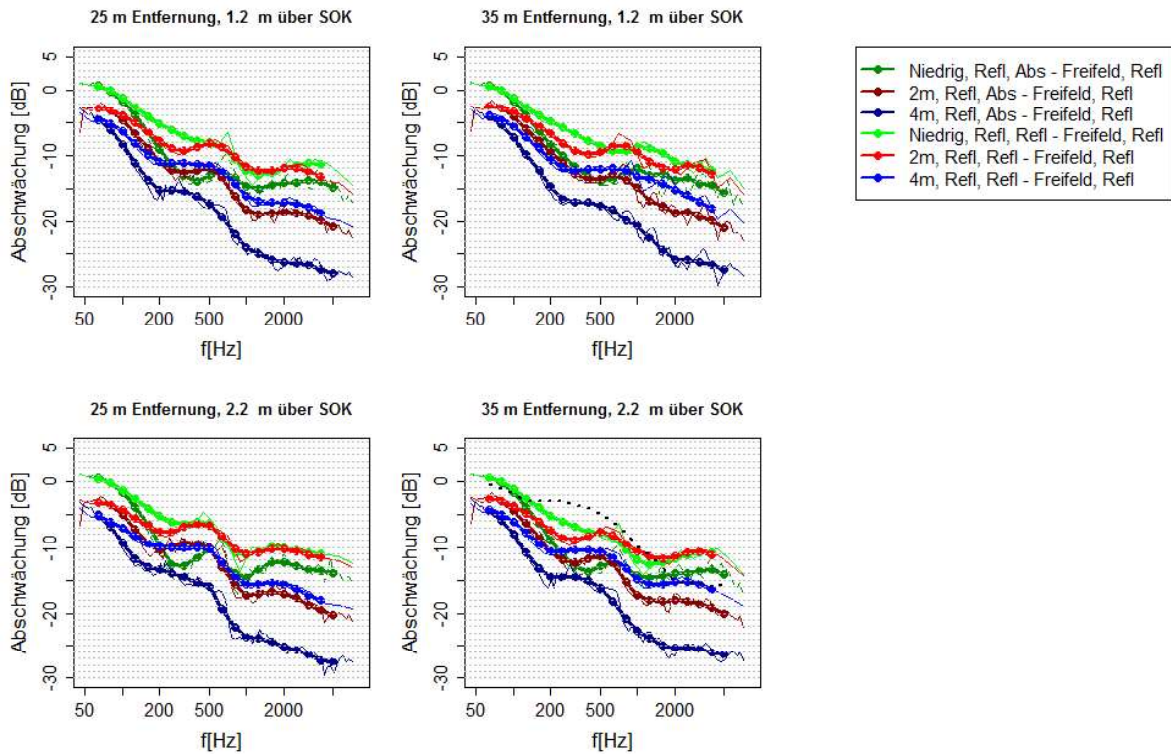 25 m Entfernung, 1.2 m über SOK
Abschwächung [dB]
5
0
-10
-20
-30
50
200
500
2000
f[Hz]
35 m Entfernung, 1.2 m über SOK
Abschwächung [dB]
5
0
-10
-20
-30
50
200
500
2000
f[Hz]
Niedrig, Refl, Abs - Freifeld, Refl
2m, Refl, Abs - Freifeld, Refl
4m, Refl, Abs - Freifeld, Refl
Niedrig, Refl, Refl - Freifeld, Refl
2m, Refl, Refl - Freifeld, Refl
4m, Refl, Refl - Freifeld, Refl
25 m Entfernung, 2.2 m über SOK
Abschwächung [dB]
5
0
-10
-20
-30
50
200
500
2000
f[Hz]
35 m Entfernung, 2.2 m über SOK
Abschwächung [dB]
5
0
-10
-20
-30
50
200
500
2000
f[Hz]